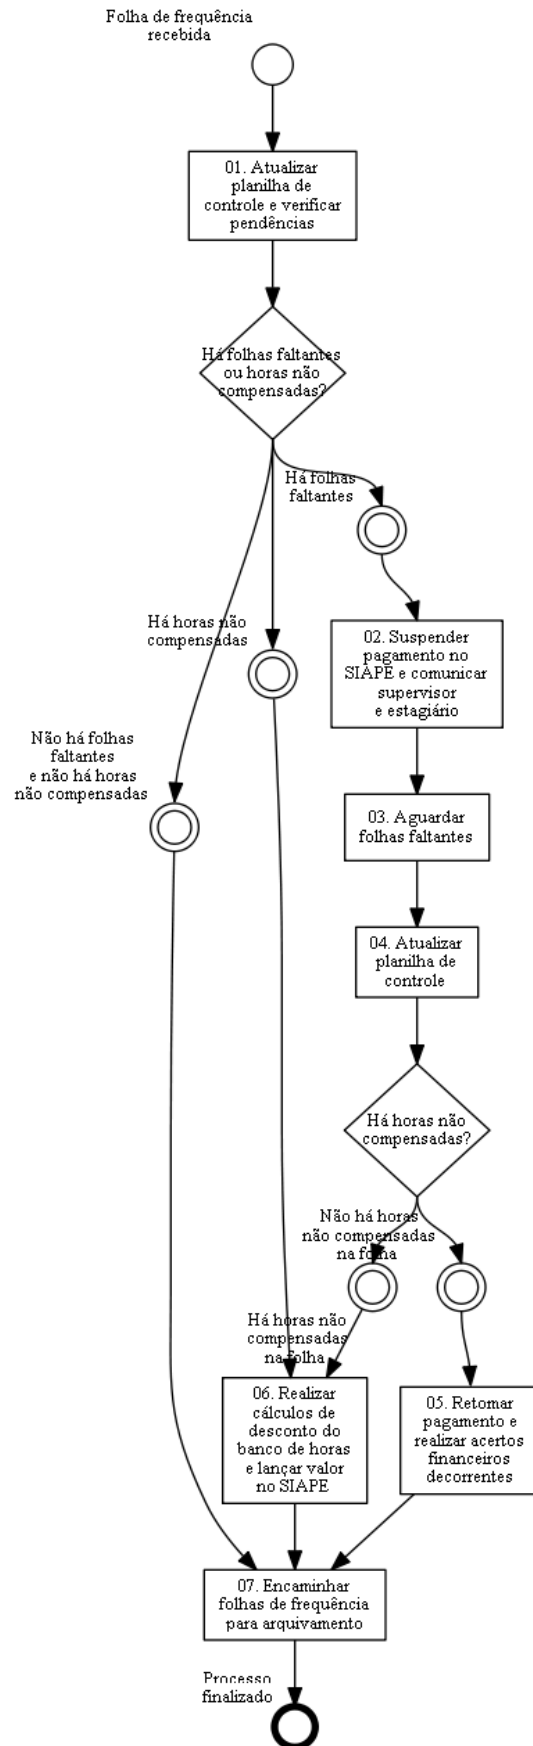 Folha de frequência
recebida
01. Atualizar
planilha de
controle e verificar
pendências
Há folhas faltantes
ou horas não
compensadas?
Há folhas
faltantes
Há horas não
compensadas
02. Suspender
pagamento no
SIAPE e comunicar
supervisor
e estagiário
Não há folhas
faltantes
e não há horas
não compensadas
03. Aguardar
folhas faltantes
04. Atualizar
planilha de
controle
Há horas não
compensadas?
Não há horas
não compensadas
na folha
Há horas não
compensadas
na folha
06. Realizar
cálculos de
desconto do
banco de horas
e lançar valor
no SIAPE
05. Retomar
pagamento e
realizar acertos
financeiros
decorrentes
07. Encaminhar
folhas de frequência
para arquivamento
Processo
finalizado